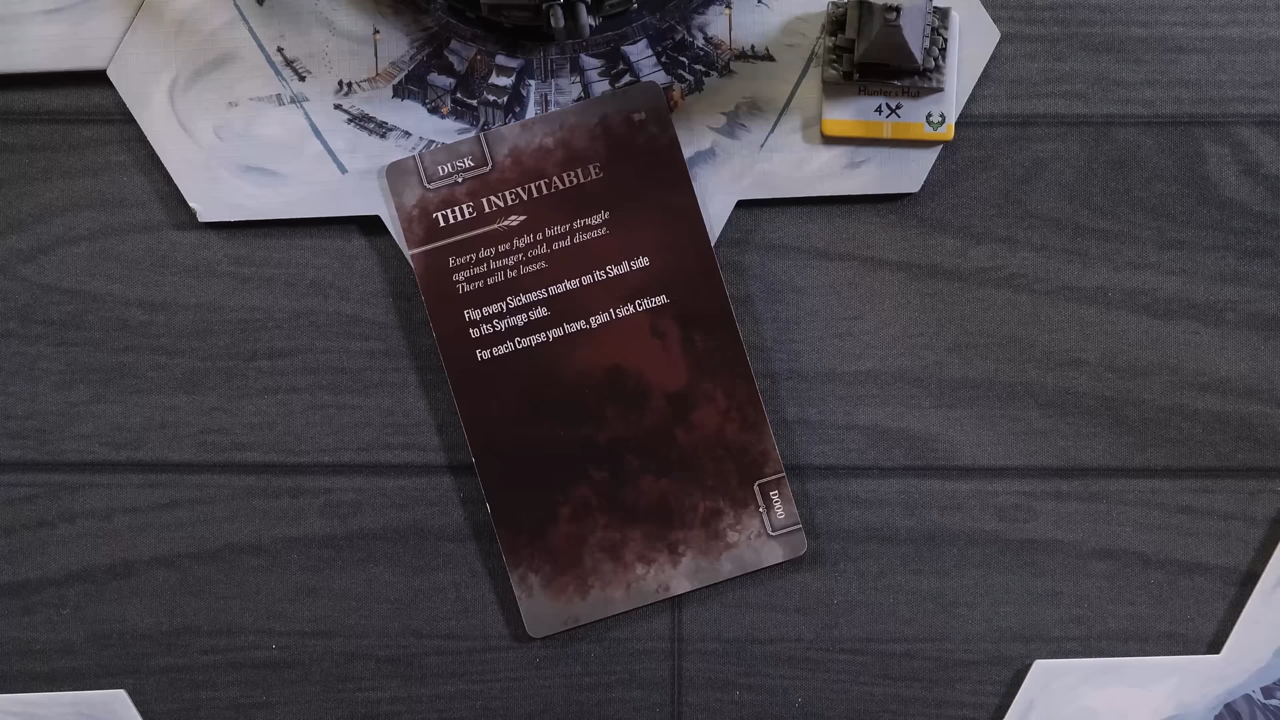 Hunter's Hut
4
DUSK
THE INEVITABLE
Every day we fight a bitter struggle
against hunger, cold, and disease.
There will be losses.
Flip every Sickness marker on its Skull side
to its Syringe side.
For each Corpse you have, gain 1 sick Citizen.
D000